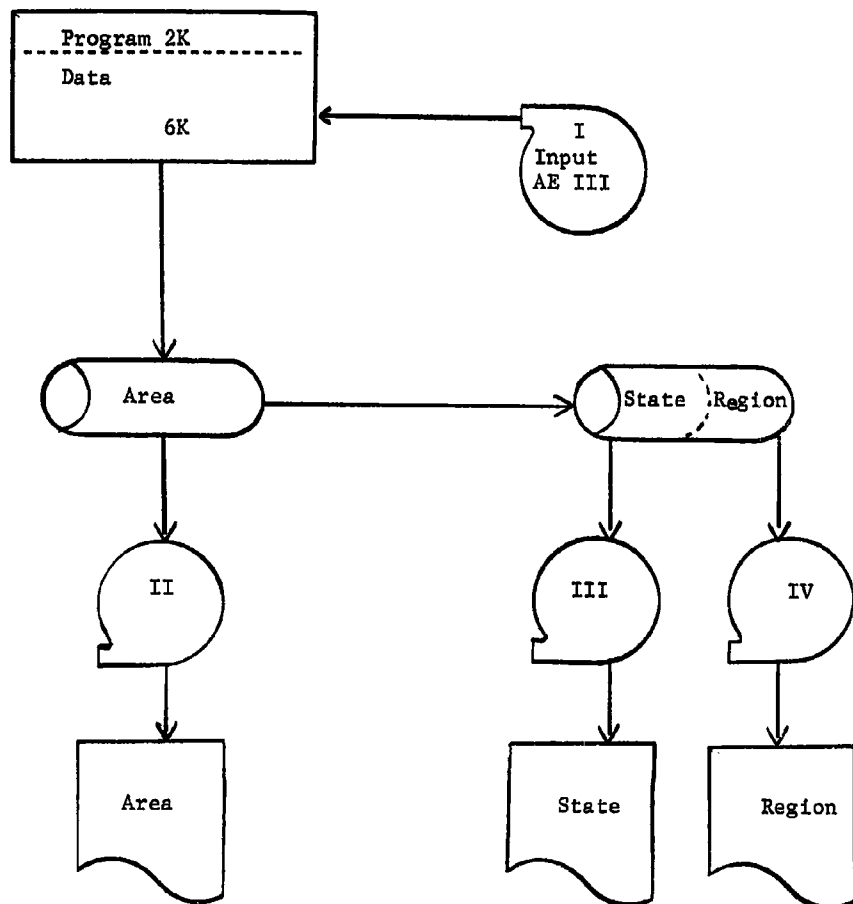 Program 2K
Data
6K
I
Input
AE III
Area
State
Region
II
III
IV
Area
State
Region